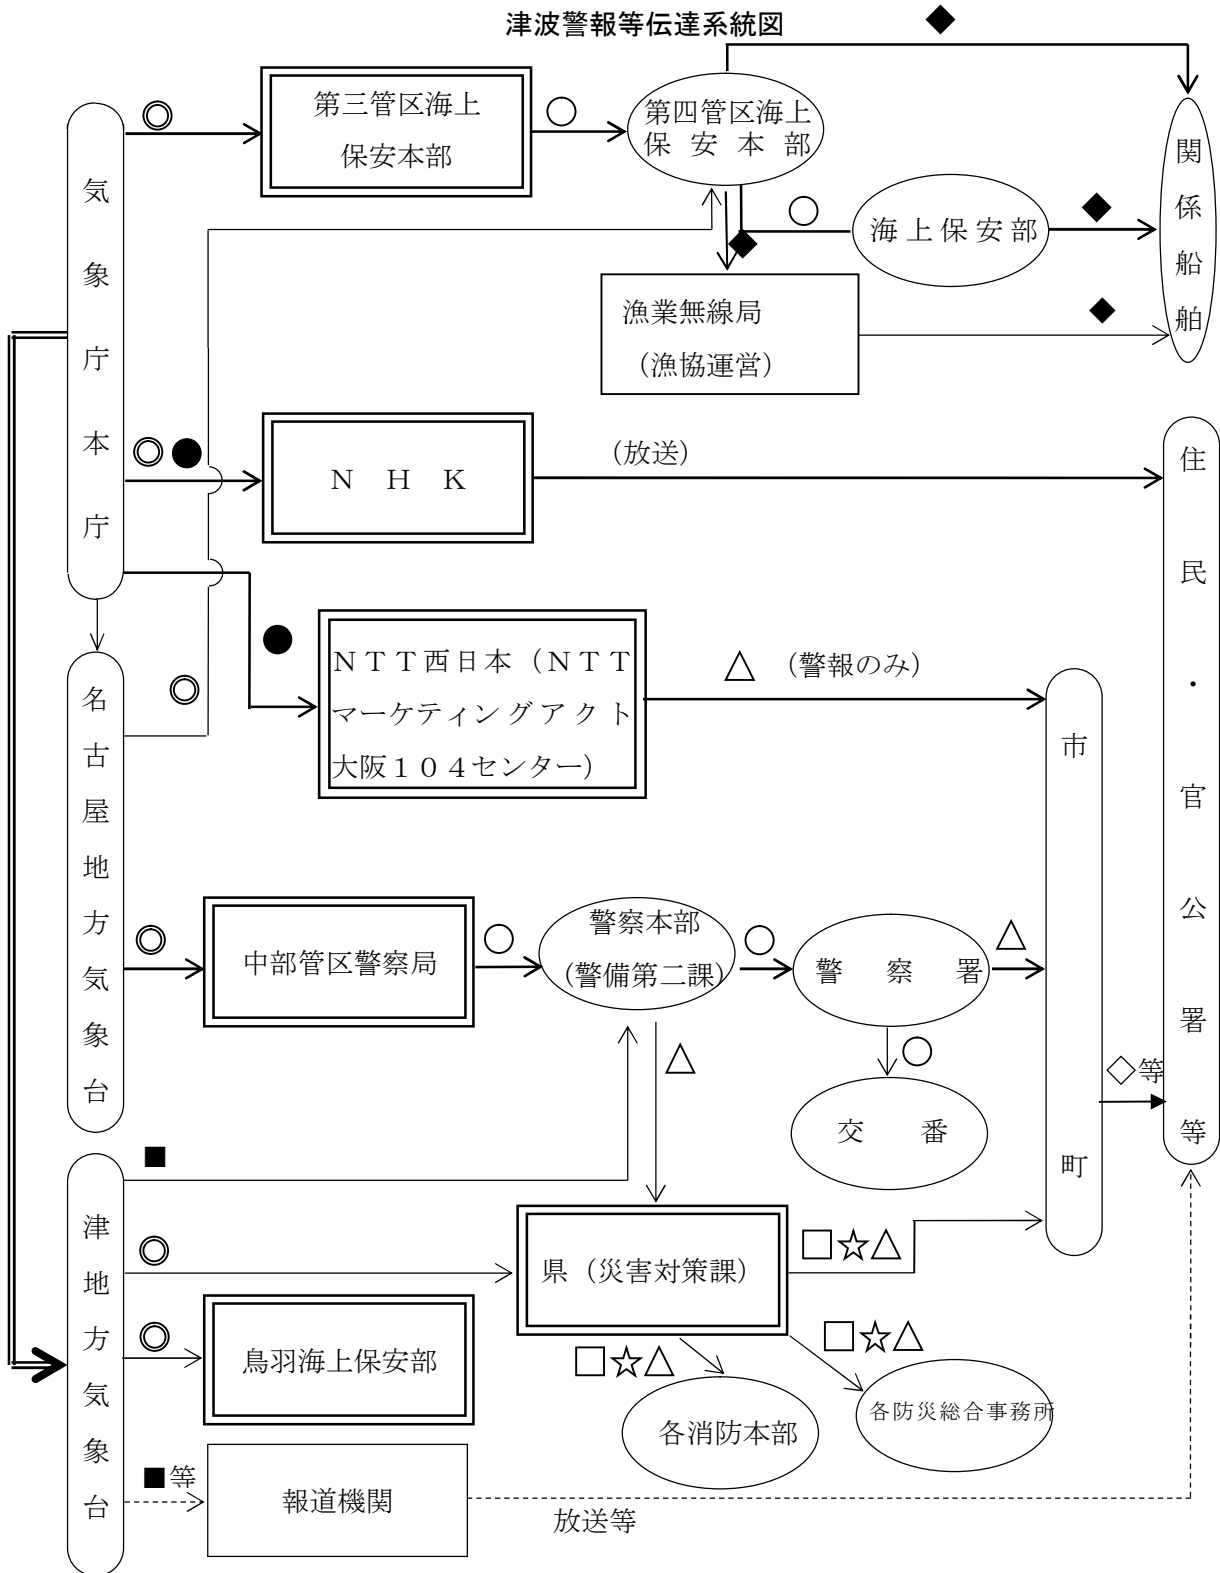 津波警報等伝達系統図
◆
第三管区海上
保安本部
◎
○
第四管区海上
保安本部
関係船舶
気象庁本庁
○
海上保安部
◆
◆
漁業無線局
（漁協運営）
◆
◎●
ＮＨＫ
（放送）
住民・官公署等
●
ＮＴＴ西日本（ＮＴＴ
マーケティングアクト
大阪１０４センター）
△（警報のみ）
市町
名古屋地方気象台
◎
◎
中部管区警察局
○
警察本部
（警備第二課）
○
警察署
△
△
○
交番
◇等
津地方気象台
■
◎
県（災害対策課）
□☆△
◎
鳥羽海上保安部
□☆△
各消防本部
□☆△
各防災総合事務所
■等
報道機関
放送等